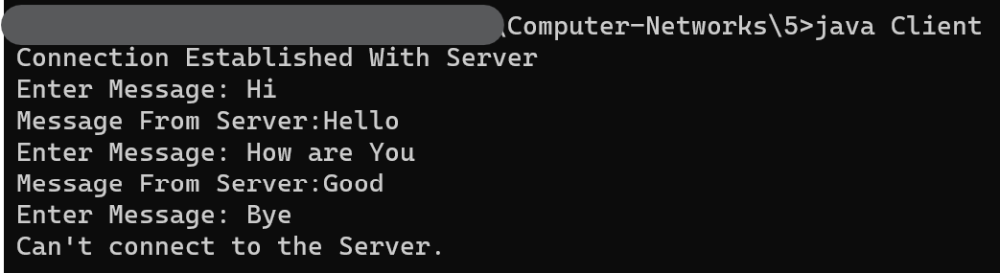 \Computer-Networks\5>java Client
Connection Established With Server
Enter Message: Hi
Message From Server:Hello
Enter Message: How are You
Message From Server:Good
Enter Message: Bye
Can't connect to the Server.